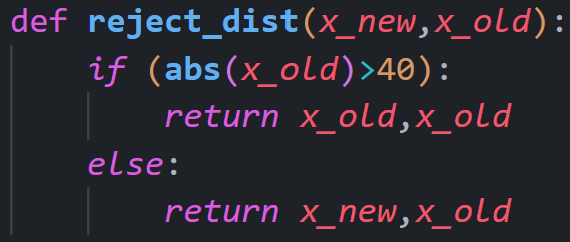 def reject_dist(x_new,x_old):
    if (abs(x_old)>40):
        return x_old,x_old
    else:
        return x_new,x_old